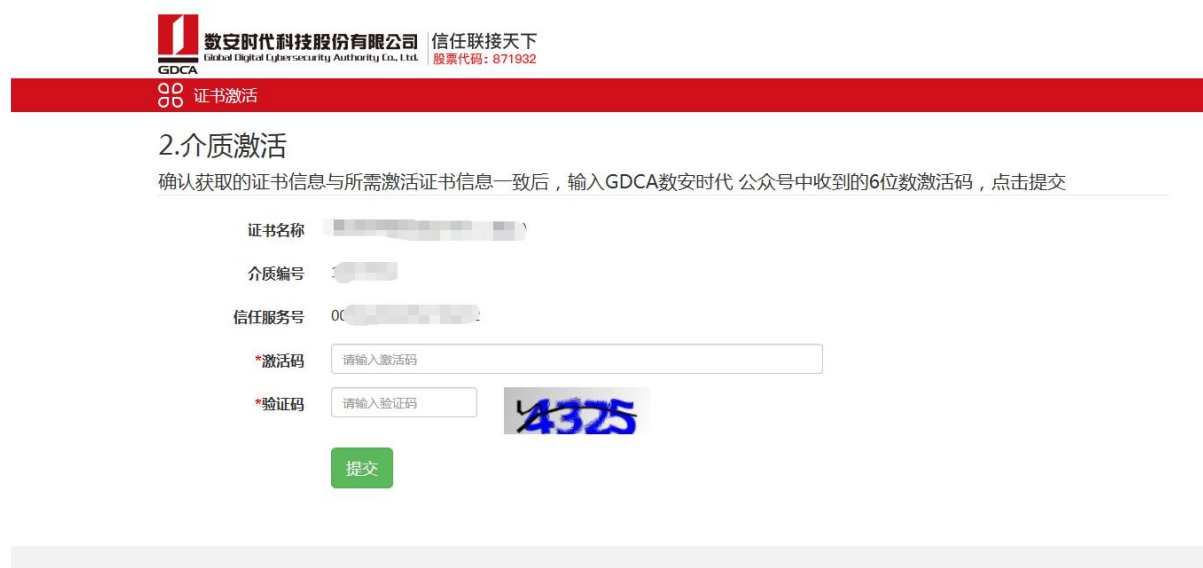 数安时代科技股份有限公司 信任联接天下
Global Digital Cybersecurity Authority Co., Ltd. 股票代码：871932
GDCA
证书激活
2.介质激活
确认获取的证书信息与所需激活证书信息一致后，输入GDCA数安时代 公众号中收到的6位数激活码，点击提交
证书名称
介质编号
信任服务号 00
*激活码 请输入激活码
*验证码 请输入验证码 4325
提交